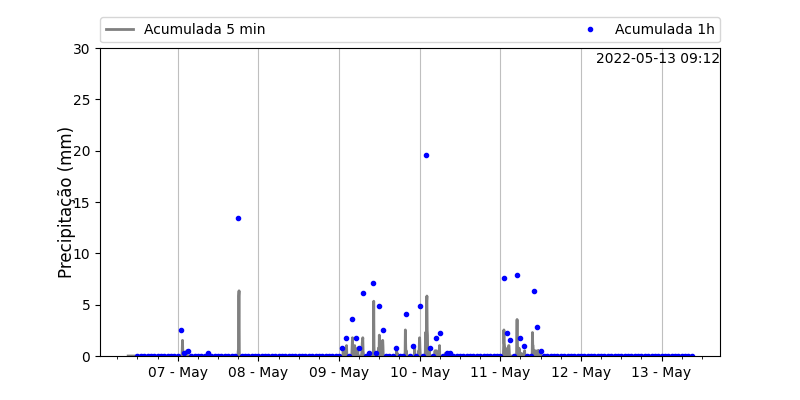 Acumulada 5 min
Acumulada 1h
2022-05-13 09:12
Precipitação (mm)
30
25
20
15
10
5
0
07 - May
08 - May
09 - May
10 - May
11 - May
12 - May
13 - May